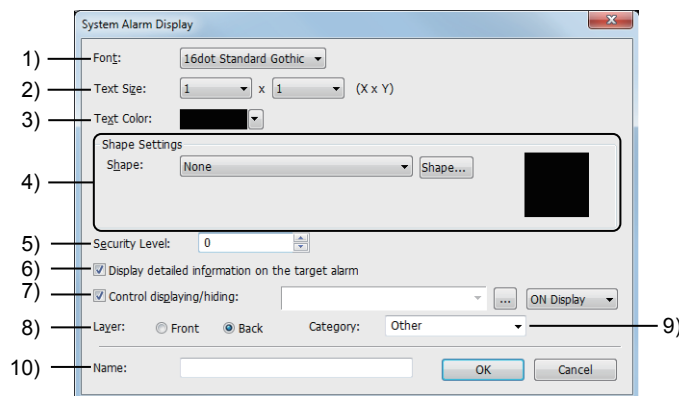 System Alarm Display
1) Font: 16dot Standard Gothic
2) Text Size: 1 x 1 (X x Y)
3) Text Color:
Shape Settings
4) Shape: None Shape...
5) Security Level: 0
6) Display detailed information on the target alarm
7) Control displaying/hiding: ... ON Display
8) Layer: Front Back Category: Other 9)
10) Name: OK Cancel